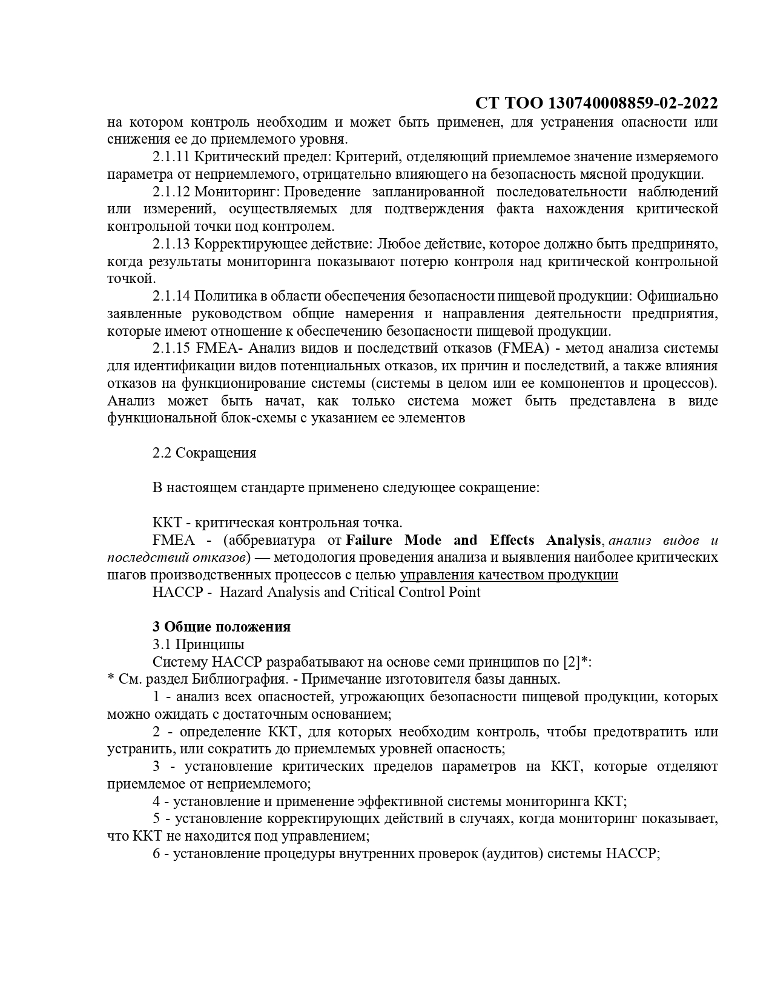 СТ ТОО 130740008859-02-2022
на котором контроль необходим и может быть применен, для устранения опасности или
снижения ее до приемлемого уровня.
2.1.11 Критический предел: Критерий, отделяющий приемлемое значение измеряемого
параметра от неприемлемого, отрицательно влияющего на безопасность мясной продукции.
2.1.12 Мониторинг: Проведение запланированной последовательности наблюдений
или измерений, осуществляемых для подтверждения факта нахождения критической
контрольной точки под контролем.
2.1.13 Корректирующее действие: Любое действие, которое должно быть предпринято,
когда результаты мониторинга показывают потерю контроля над критической контрольной
точкой.
2.1.14 Политика в области обеспечения безопасности пищевой продукции: Официально
заявленные руководством общие намерения и направления деятельности предприятия,
которые имеют отношение к обеспечению безопасности пищевой продукции.
2.1.15 FMEA- Анализ видов и последствий отказов (FMEA) - метод анализа системы
для идентификации видов потенциальных отказов, их причин и последствий, а также влияния
отказов на функционирование системы (системы в целом или ее компонентов и процессов).
Анализ может быть начат, как только система может быть представлена в виде
функциональной блок-схемы с указанием ее элементов
2.2 Сокращения
В настоящем стандарте применено следующее сокращение:
ККТ - критическая контрольная точка.
FMEA - (аббревиатура от Failure Mode and Effects Analysis, анализ видов и
последствий отказов) — методология проведения анализа и выявления наиболее критических
шагов производственных процессов с целью управления качеством продукции
НАССР - Hazard Analysis and Critical Control Point
3 Общие положения
3.1 Принципы
Систему НАССР разрабатывают на основе семи принципов по [2]*:
* См. раздел Библиография. - Примечание изготовителя базы данных.
1 - анализ всех опасностей, угрожающих безопасности пищевой продукции, которых
можно ожидать с достаточным основанием;
2 - определение ККТ, для которых необходим контроль, чтобы предотвратить или
устранить, или сократить до приемлемых уровней опасность;
3 - установление критических пределов параметров на ККТ, которые отделяют
приемлемое от неприемлемого;
4 - установление и применение эффективной системы мониторинга ККТ;
5 - установление корректирующих действий в случаях, когда мониторинг показывает,
что ККТ не находится под управлением;
6 - установление процедуры внутренних проверок (аудитов) системы НАССР;